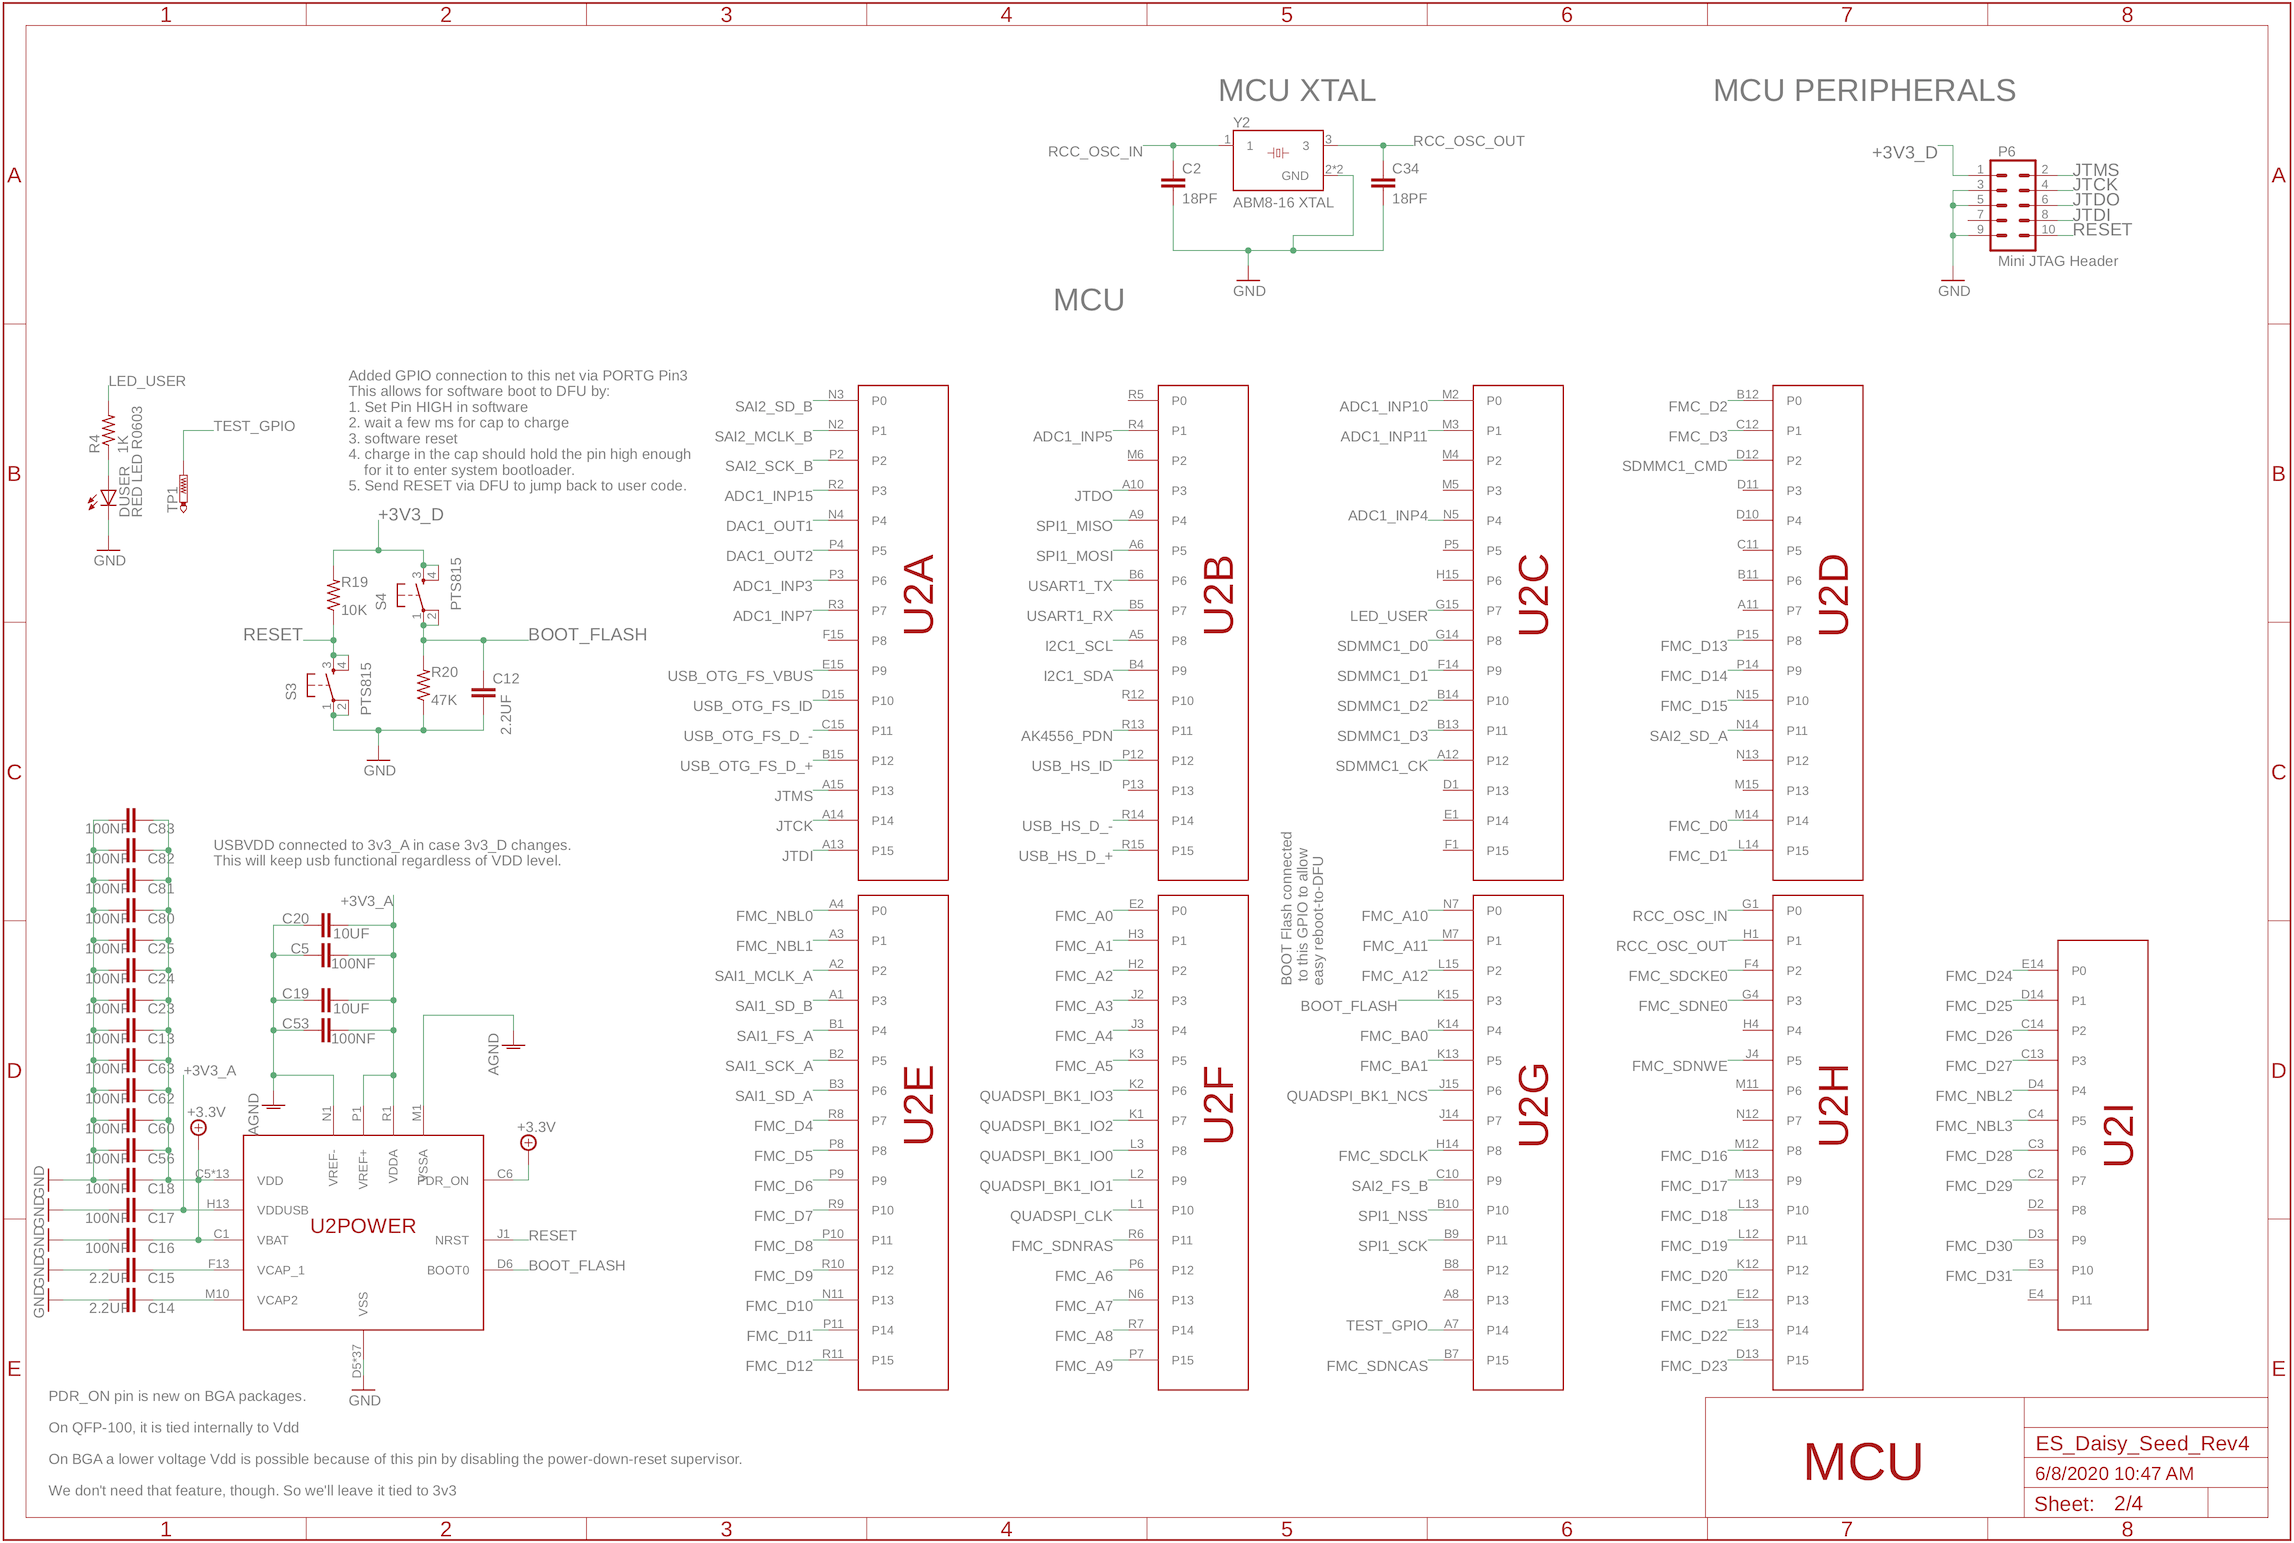 1 2 3 4 5 6 7 8
A
B
C
D
E
A
B
C
D
E
1 2 3 4 5 6 7 8
MCU XTAL
RCC_OSC_IN
Y2
1 1 3 3
GND 2*2
ABM8-16 XTAL
RCC_OSC_OUT
C2
18PF
C34
18PF
GND
MCU PERIPHERALS
+3V3_D
P6
1 2 JTMS
3 4 JTCK
5 6 JTDO
7 8 JTDI
9 10 RESET
Mini JTAG Header
GND
MCU
LED_USER
R4
1K
DUSER
RED LED R0603
GND
TEST_GPIO
TP1
Added GPIO connection to this net via PORTG Pin3
This allows for software boot to DFU by:
1. Set Pin HIGH in software
2. wait a few ms for cap to charge
3. software reset
4. charge in the cap should hold the pin high enough
for it to enter system bootloader.
5. Send RESET via DFU to jump back to user code.
+3V3_D
R19
10K
S4
3 4
1 2
PTS815
RESET
BOOT_FLASH
S3
3 4
1 2
PTS815
R20
47K
C12
2.2UF
GND
100NF C83
100NF C82
100NF C81
100NF C80
100NF C25
100NF C24
100NF C23
100NF C13
100NF C63
100NF C62
100NF C60
100NF C56
100NF C18
100NF C17
100NF C16
2.2UF C15
2.2UF C14
GND
GND
GND
GND
GND
USBVDD connected to 3v3_A in case 3v3_D changes.
This will keep usb functional regardless of VDD level.
+3V3_A
C20
10UF
C5
100NF
C19
10UF
C53
100NF
AGND
AGND
+3V3_A
+3.3V
+3.3V
N1 P1 R1 M1
VREF- VREF+ VDDA VSSA
C5*13 VDD
H13 VDDUSB
C1 VBAT
F13 VCAP_1
M10 VCAP2
PDR_ON C6
NRST J1 RESET
BOOT0 D6 BOOT_FLASH
U2POWER
VSS
D5*37
GND
PDR_ON pin is new on BGA packages.
On QFP-100, it is tied internally to Vdd
On BGA a lower voltage Vdd is possible because of this pin by disabling the power-down-reset supervisor.
We don't need that feature, though. So we'll leave it tied to 3v3
U2A
SAI2_SD_B N3 P0
SAI2_MCLK_B N2 P1
SAI2_SCK_B P2 P2
ADC1_INP15 R2 P3
DAC1_OUT1 N4 P4
DAC1_OUT2 P4 P5
ADC1_INP3 P3 P6
ADC1_INP7 R3 P7
F15 P8
USB_OTG_FS_VBUS E15 P9
USB_OTG_FS_ID D15 P10
USB_OTG_FS_D_- C15 P11
USB_OTG_FS_D_+ B15 P12
JTMS A15 P13
JTCK A14 P14
JTDI A13 P15
U2B
R5 P0
ADC1_INP5 R4 P1
M6 P2
JTDO A10 P3
SPI1_MISO A9 P4
SPI1_MOSI A6 P5
USART1_TX B6 P6
USART1_RX B5 P7
I2C1_SCL A5 P8
I2C1_SDA B4 P9
R12 P10
AK4556_PDN R13 P11
USB_HS_ID P12 P12
P13 P13
USB_HS_D_- R14 P14
USB_HS_D_+ R15 P15
U2C
ADC1_INP10 M2 P0
ADC1_INP11 M3 P1
M4 P2
M5 P3
ADC1_INP4 N5 P4
P5 P5
H15 P6
LED_USER G15 P7
SDMMC1_D0 G14 P8
SDMMC1_D1 F14 P9
SDMMC1_D2 B14 P10
SDMMC1_D3 B13 P11
SDMMC1_CK A12 P12
D1 P13
E1 P14
F1 P15
U2D
FMC_D2 B12 P0
FMC_D3 C12 P1
SDMMC1_CMD D12 P2
D11 P3
D10 P4
C11 P5
B11 P6
A11 P7
FMC_D13 P15 P8
FMC_D14 P14 P9
FMC_D15 N15 P10
SAI2_SD_A N14 P11
N13 P12
M15 P13
FMC_D0 M14 P14
FMC_D1 L14 P15
U2E
FMC_NBL0 A4 P0
FMC_NBL1 A3 P1
SAI1_MCLK_A A2 P2
SAI1_SD_B A1 P3
SAI1_FS_A B1 P4
SAI1_SCK_A B2 P5
SAI1_SD_A B3 P6
FMC_D4 R8 P7
FMC_D5 P8 P8
FMC_D6 P9 P9
FMC_D7 R9 P10
FMC_D8 P10 P11
FMC_D9 R10 P12
FMC_D10 N11 P13
FMC_D11 P11 P14
FMC_D12 R11 P15
U2F
FMC_A0 E2 P0
FMC_A1 H3 P1
FMC_A2 H2 P2
FMC_A3 J2 P3
FMC_A4 J3 P4
FMC_A5 K3 P5
QUADSPI_BK1_IO3 K2 P6
QUADSPI_BK1_IO2 K1 P7
QUADSPI_BK1_IO0 L3 P8
QUADSPI_BK1_IO1 L2 P9
QUADSPI_CLK L1 P10
FMC_SDNRAS R6 P11
FMC_A6 P6 P12
FMC_A7 N6 P13
FMC_A8 R7 P14
FMC_A9 P7 P15
BOOT Flash connected
to this GPIO to allow
easy reboot-to-DFU
U2G
FMC_A10 N7 P0
FMC_A11 M7 P1
FMC_A12 L15 P2
BOOT_FLASH K15 P3
FMC_BA0 K14 P4
FMC_BA1 K13 P5
QUADSPI_BK1_NCS J15 P6
J14 P7
FMC_SDCLK H14 P8
SAI2_FS_B C10 P9
SPI1_NSS B10 P10
SPI1_SCK B9 P11
B8 P12
A8 P13
TEST_GPIO A7 P14
FMC_SDNCAS B7 P15
U2H
RCC_OSC_IN G1 P0
RCC_OSC_OUT H1 P1
FMC_SDCKE0 F4 P2
FMC_SDNE0 G4 P3
H4 P4
FMC_SDNWE J4 P5
M11 P6
N12 P7
FMC_D16 M12 P8
FMC_D17 M13 P9
FMC_D18 L13 P10
FMC_D19 L12 P11
FMC_D20 K12 P12
FMC_D21 E12 P13
FMC_D22 E13 P14
FMC_D23 D13 P15
U2I
FMC_D24 E14 P0
FMC_D25 D14 P1
FMC_D26 C14 P2
FMC_D27 C13 P3
FMC_NBL2 D4 P4
FMC_NBL3 C4 P5
FMC_D28 C3 P6
FMC_D29 C2 P7
D2 P8
FMC_D30 D3 P9
FMC_D31 E3 P10
E4 P11
MCU
ES_Daisy_Seed_Rev4
6/8/2020 10:47 AM
Sheet: 2/4